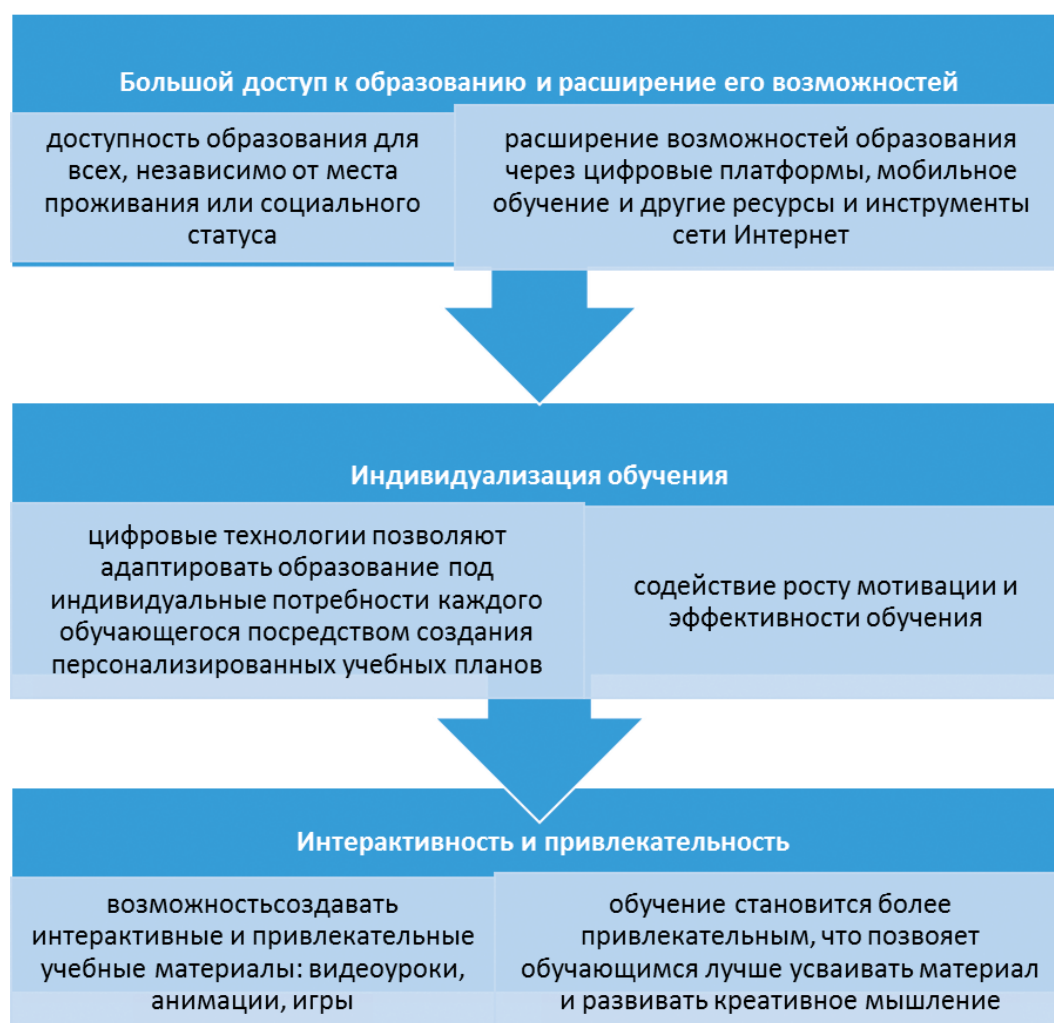 Большой доступ к образованию и расширение его возможностей
доступность образования для
всех, независимо от места
проживания или социального
статуса
расширение возможностей образования
через цифровые платформы, мобильное
обучение и другие ресурсы и инструменты
сети Интернет
Индивидуализация обучения
цифровые технологии позволяют
адаптировать образование под
индивидуальные потребности каждого
обучающегося посредством создания
персонализированных учебных планов
содействие росту мотивации и
эффективности обучения
Интерактивность и привлекательность
возможностьсоздавать
интерактивные и привлекательные
учебные материалы: видеоуроки,
анимации, игры
обучение становится более
привлекательным, что позвояет
обучающимся лучше усваивать материал
и развивать креативное мышление